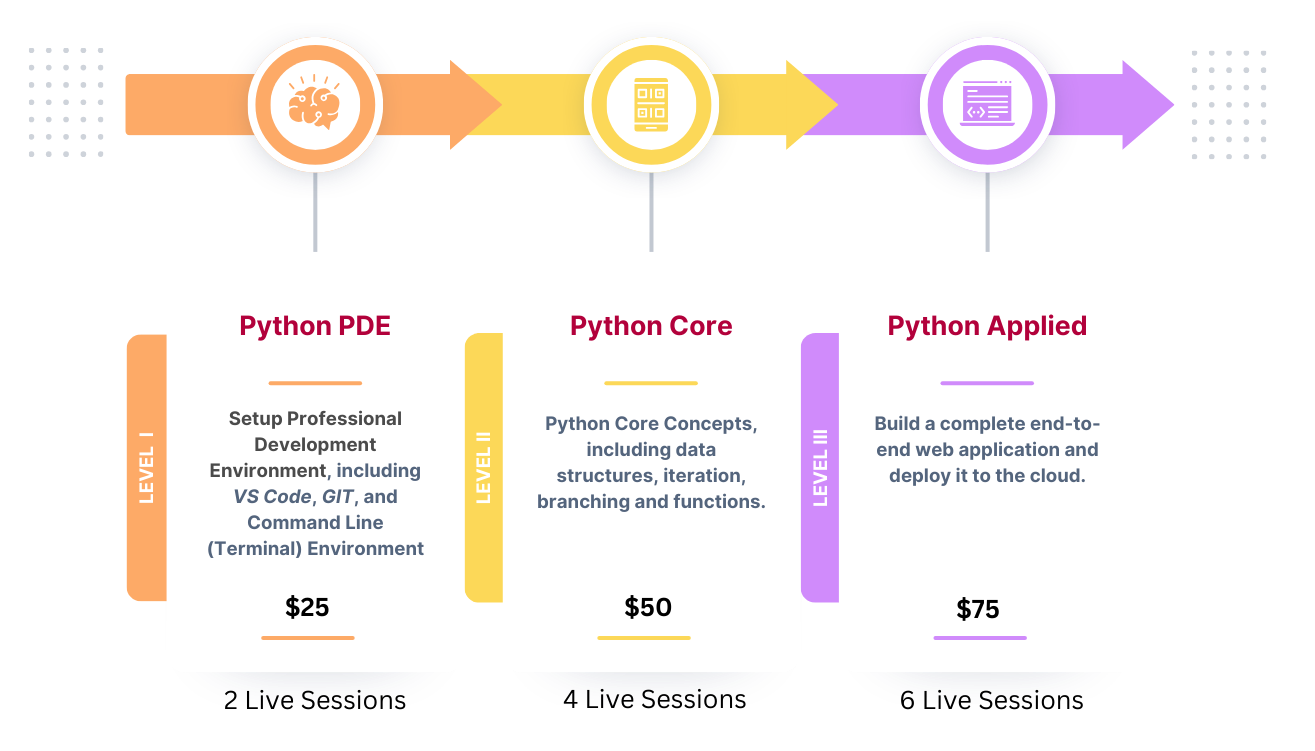 Python PDE
LEVEL I
Setup Professional
Development
Environment, including
VS Code, GIT, and
Command Line
(Terminal) Environment
$25
2 Live Sessions
Python Core
LEVEL II
Python Core Concepts,
including data
structures, iteration,
branching and functions.
$50
4 Live Sessions
Python Applied
LEVEL III
Build a complete end-to-
end web application and
deploy it to the cloud.
$75
6 Live Sessions